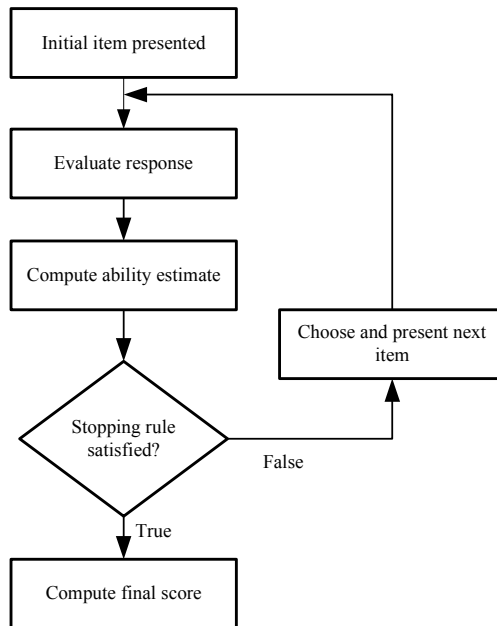 Initial item presented
Evaluate response
Compute ability estimate
Choose and present next
item
Stopping rule
satisfied?
False
True
Compute final score